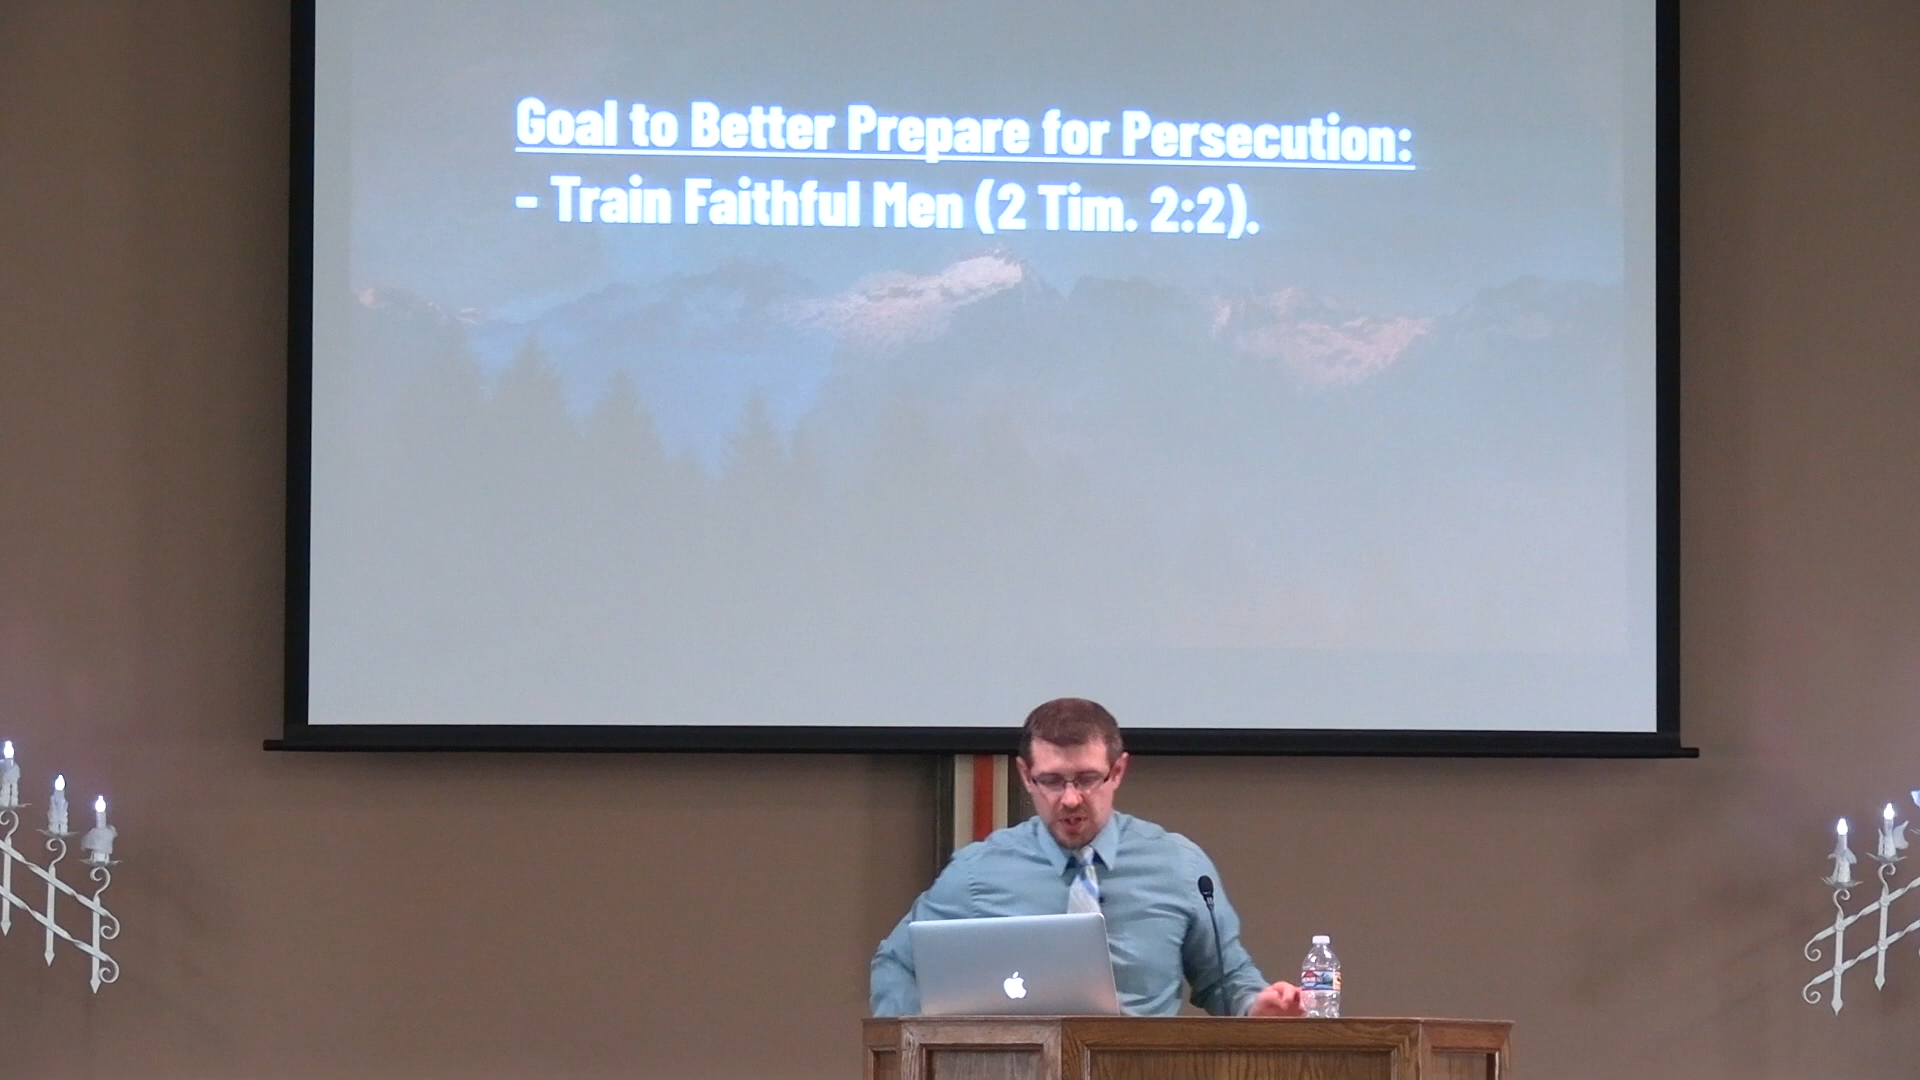 Goal to Better Prepare for Persecution:
- Train Faithful Men (2 Tim. 2:2).